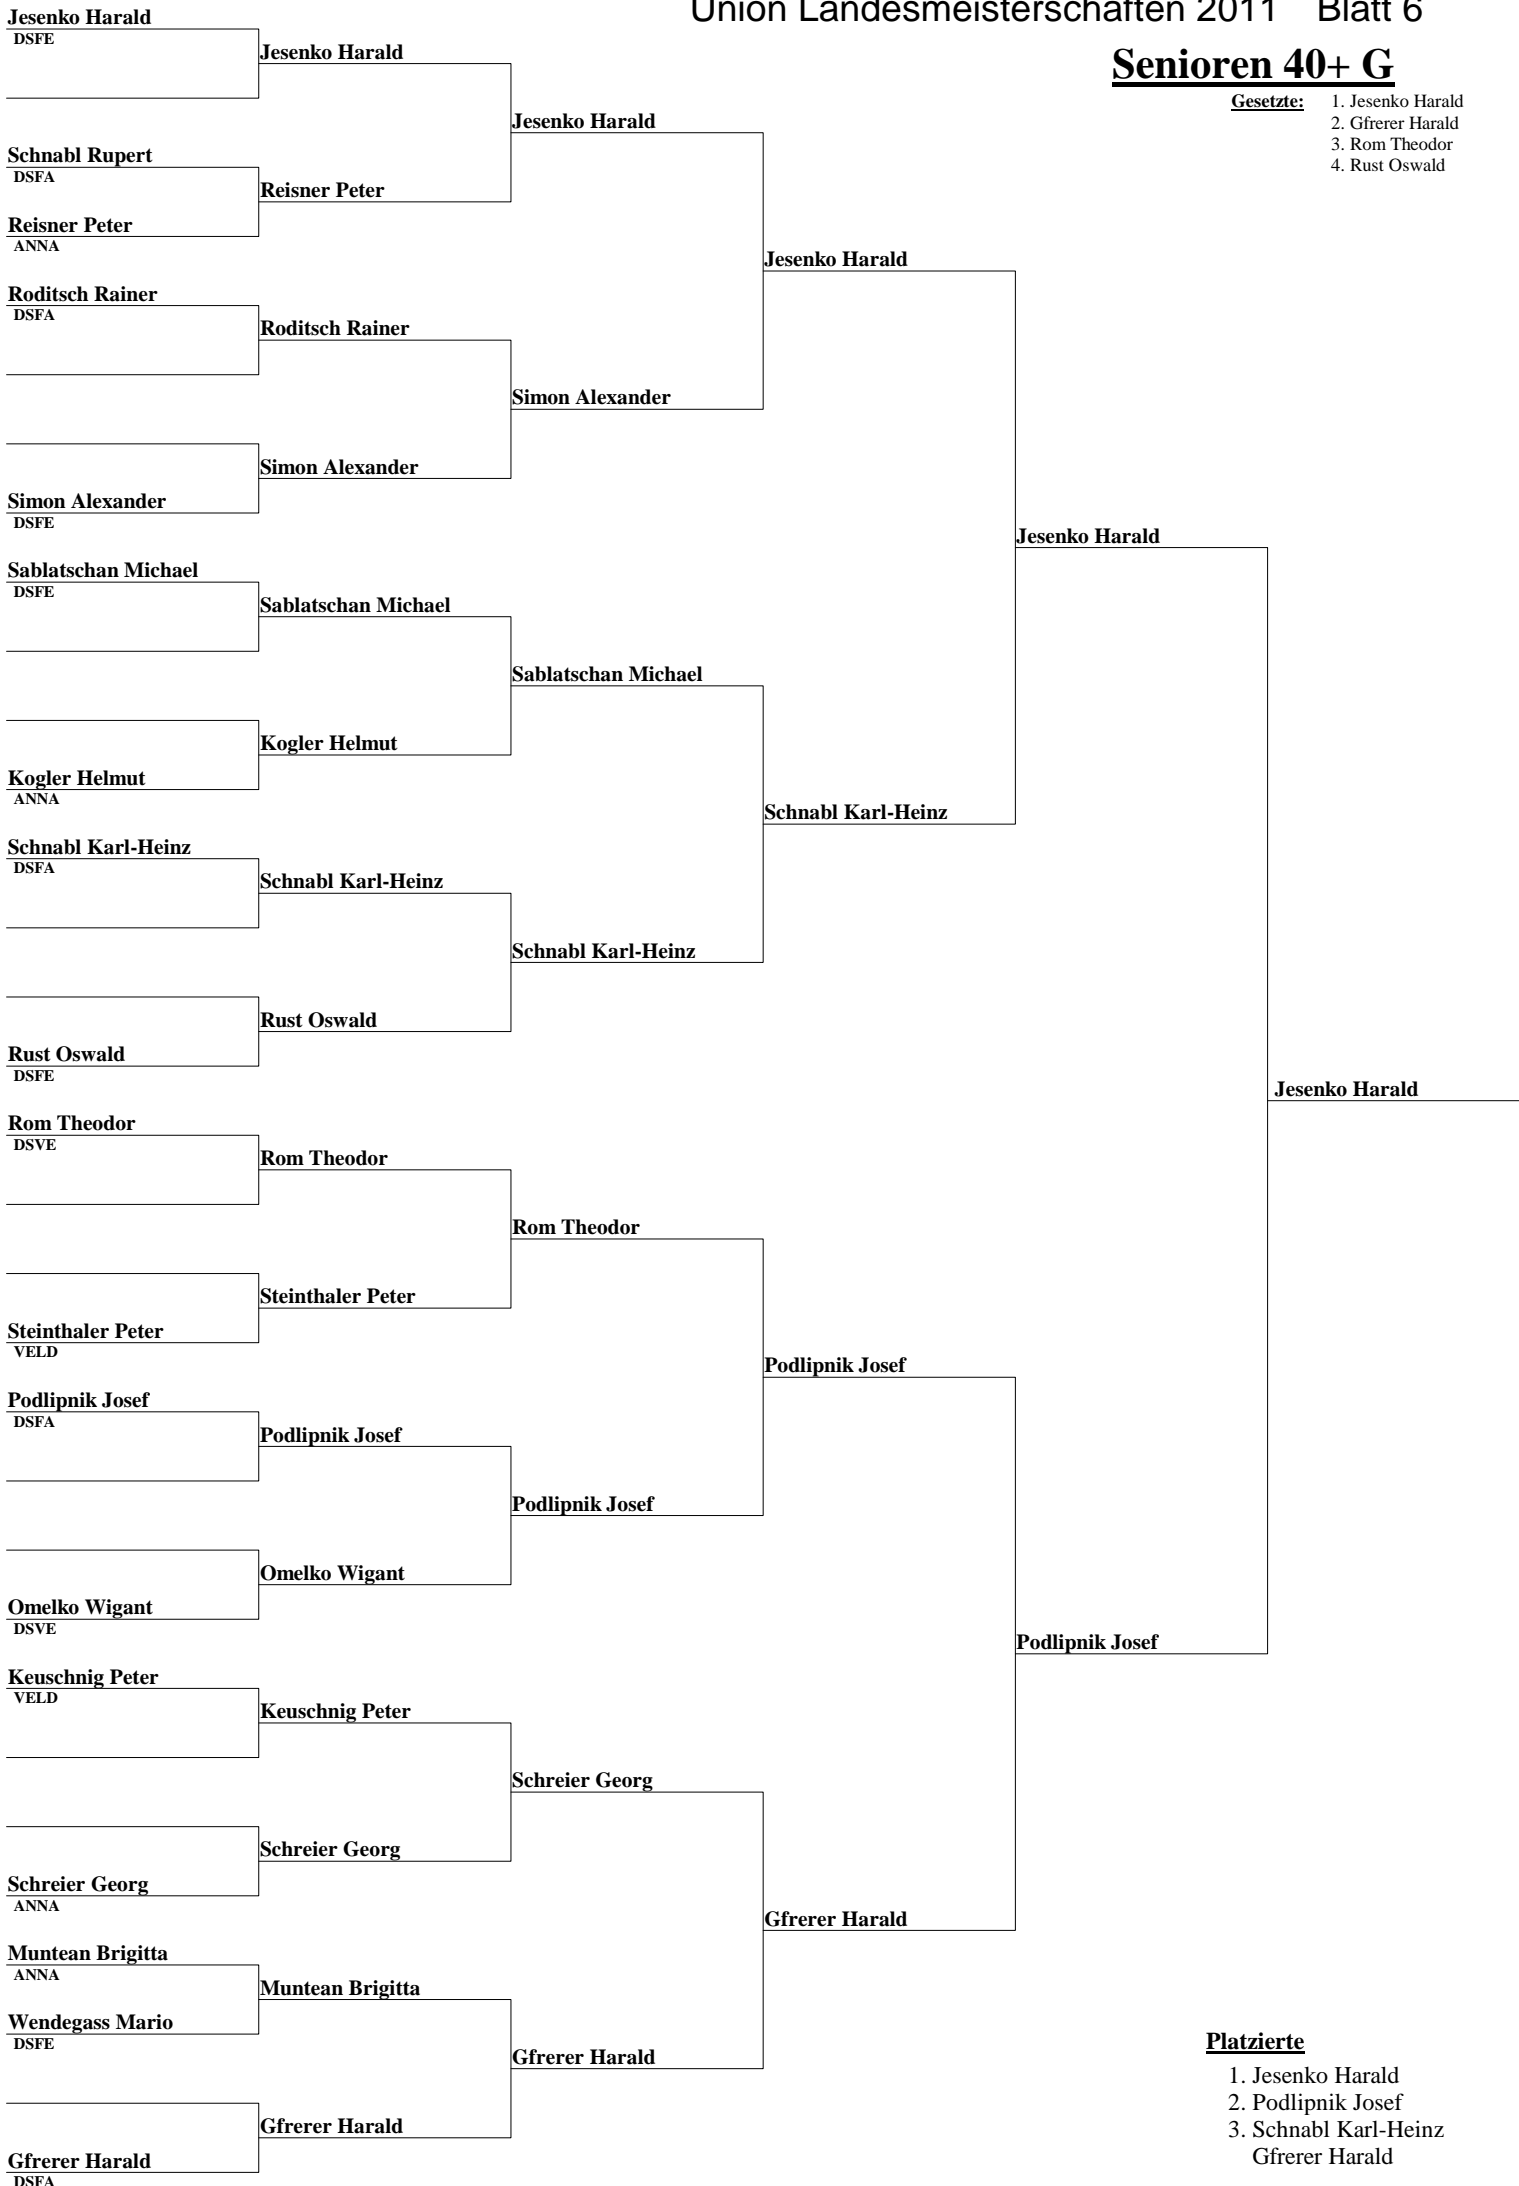 Union Landesmeisterschaften 2011 Blatt 6
Senioren 40+ G
Gesetzte: 1. Jesenko Harald
2. Gfrerer Harald
3. Rom Theodor
4. Rust Oswald
Jesenko Harald
DSFE
Schnabl Rupert
DSFA
Reisner Peter
ANNA
Roditsch Rainer
DSFA
Simon Alexander
DSFE
Sablatschan Michael
DSFE
Kogler Helmut
ANNA
Schnabl Karl-Heinz
DSFA
Rust Oswald
DSFE
Rom Theodor
DSVE
Steinthaler Peter
VELD
Podlipnik Josef
DSFA
Omelko Wigant
DSVE
Keuschnig Peter
VELD
Schreier Georg
ANNA
Muntean Brigitta
ANNA
Wendegass Mario
DSFE
Gfrerer Harald
DSFA
Jesenko Harald
Reisner Peter
Roditsch Rainer
Simon Alexander
Sablatschan Michael
Kogler Helmut
Schnabl Karl-Heinz
Rust Oswald
Rom Theodor
Steinthaler Peter
Podlipnik Josef
Omelko Wigant
Keuschnig Peter
Schreier Georg
Muntean Brigitta
Gfrerer Harald
Jesenko Harald
Simon Alexander
Sablatschan Michael
Schnabl Karl-Heinz
Rom Theodor
Podlipnik Josef
Schreier Georg
Gfrerer Harald
Jesenko Harald
Schnabl Karl-Heinz
Podlipnik Josef
Gfrerer Harald
Jesenko Harald
Podlipnik Josef
Jesenko Harald
Platzierte
1. Jesenko Harald
2. Podlipnik Josef
3. Schnabl Karl-Heinz
Gfrerer Harald